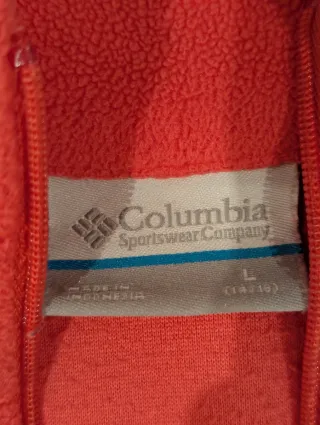 Columbia
Sportswear Company
MADE IN
INDONESIA
L
(14/16)